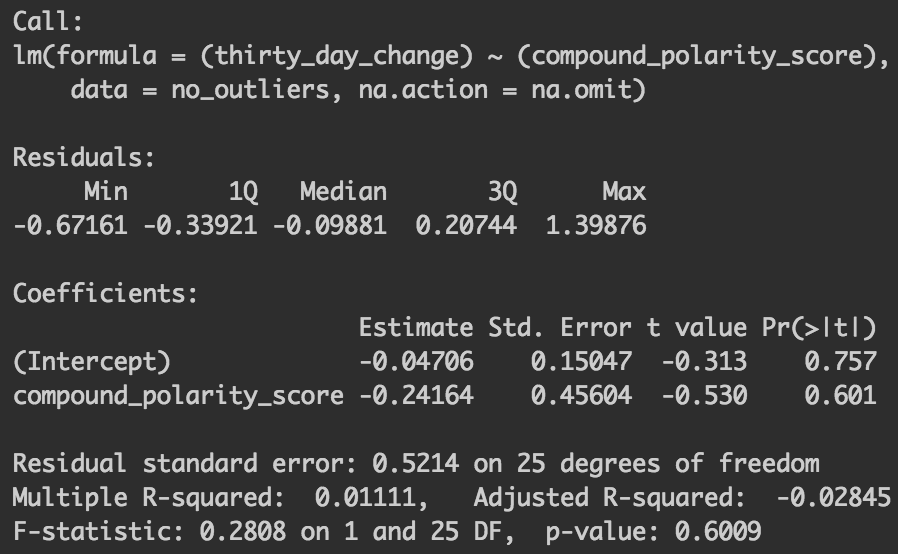 Call:
lm(formula = (thirty_day_change) ~ (compound_polarity_score),
    data = no_outliers, na.action = na.omit)

Residuals:
     Min       1Q   Median       3Q      Max
-0.67161 -0.33921 -0.09881  0.20744  1.39876

Coefficients:
                        Estimate Std. Error t value Pr(>|t|)
(Intercept)             -0.04706    0.15047  -0.313    0.757
compound_polarity_score -0.24164    0.45604  -0.530    0.601

Residual standard error: 0.5214 on 25 degrees of freedom
Multiple R-squared:  0.01111,   Adjusted R-squared:  -0.02845
F-statistic: 0.2808 on 1 and 25 DF,  p-value: 0.6009